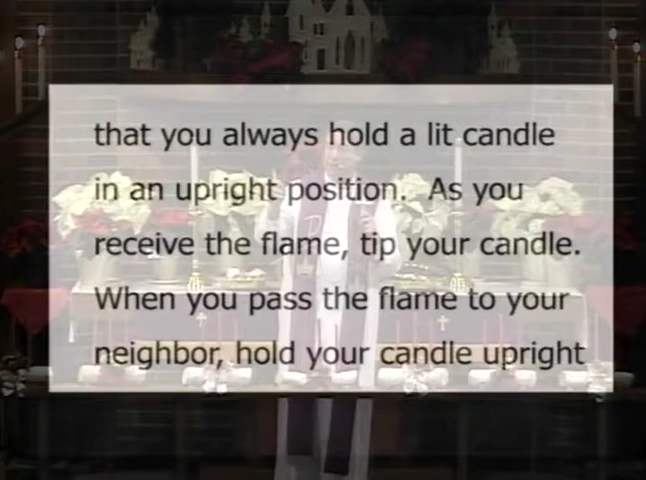 that you always hold a lit candle
in an upright position.  As you
receive the flame, tip your candle.
When you pass the flame to your
neighbor, hold your candle upright